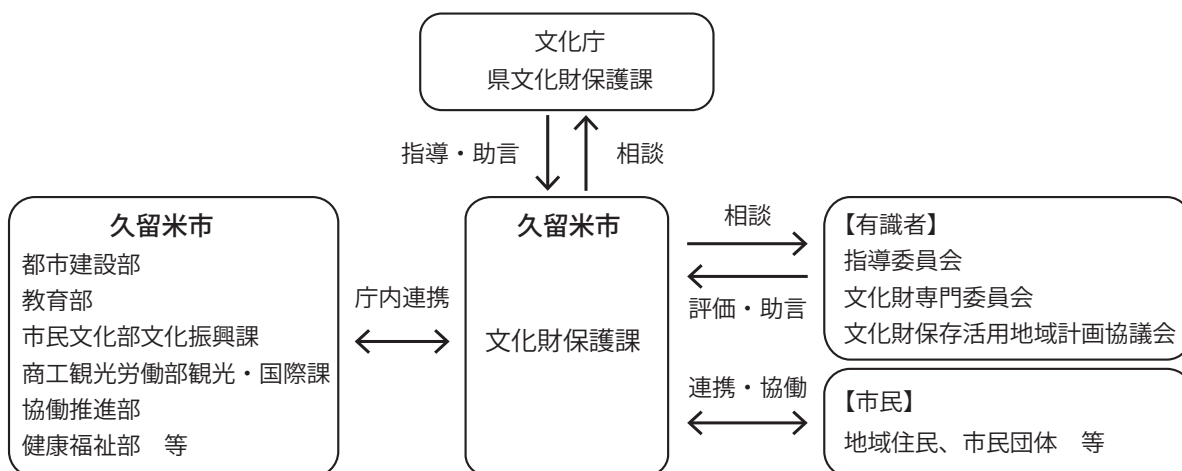 文化庁
県文化財保護課
指導・助言
相談
久留米市
都市建設部
教育部
市民文化部文化振興課
商工観光労働部観光・国際課
協働推進部
健康福祉部　等
庁内連携
久留米市
文化財保護課
相談
評価・助言
【有識者】
指導委員会
文化財専門委員会
文化財保存活用地域計画協議会
連携・協働
【市民】
地域住民、市民団体　等